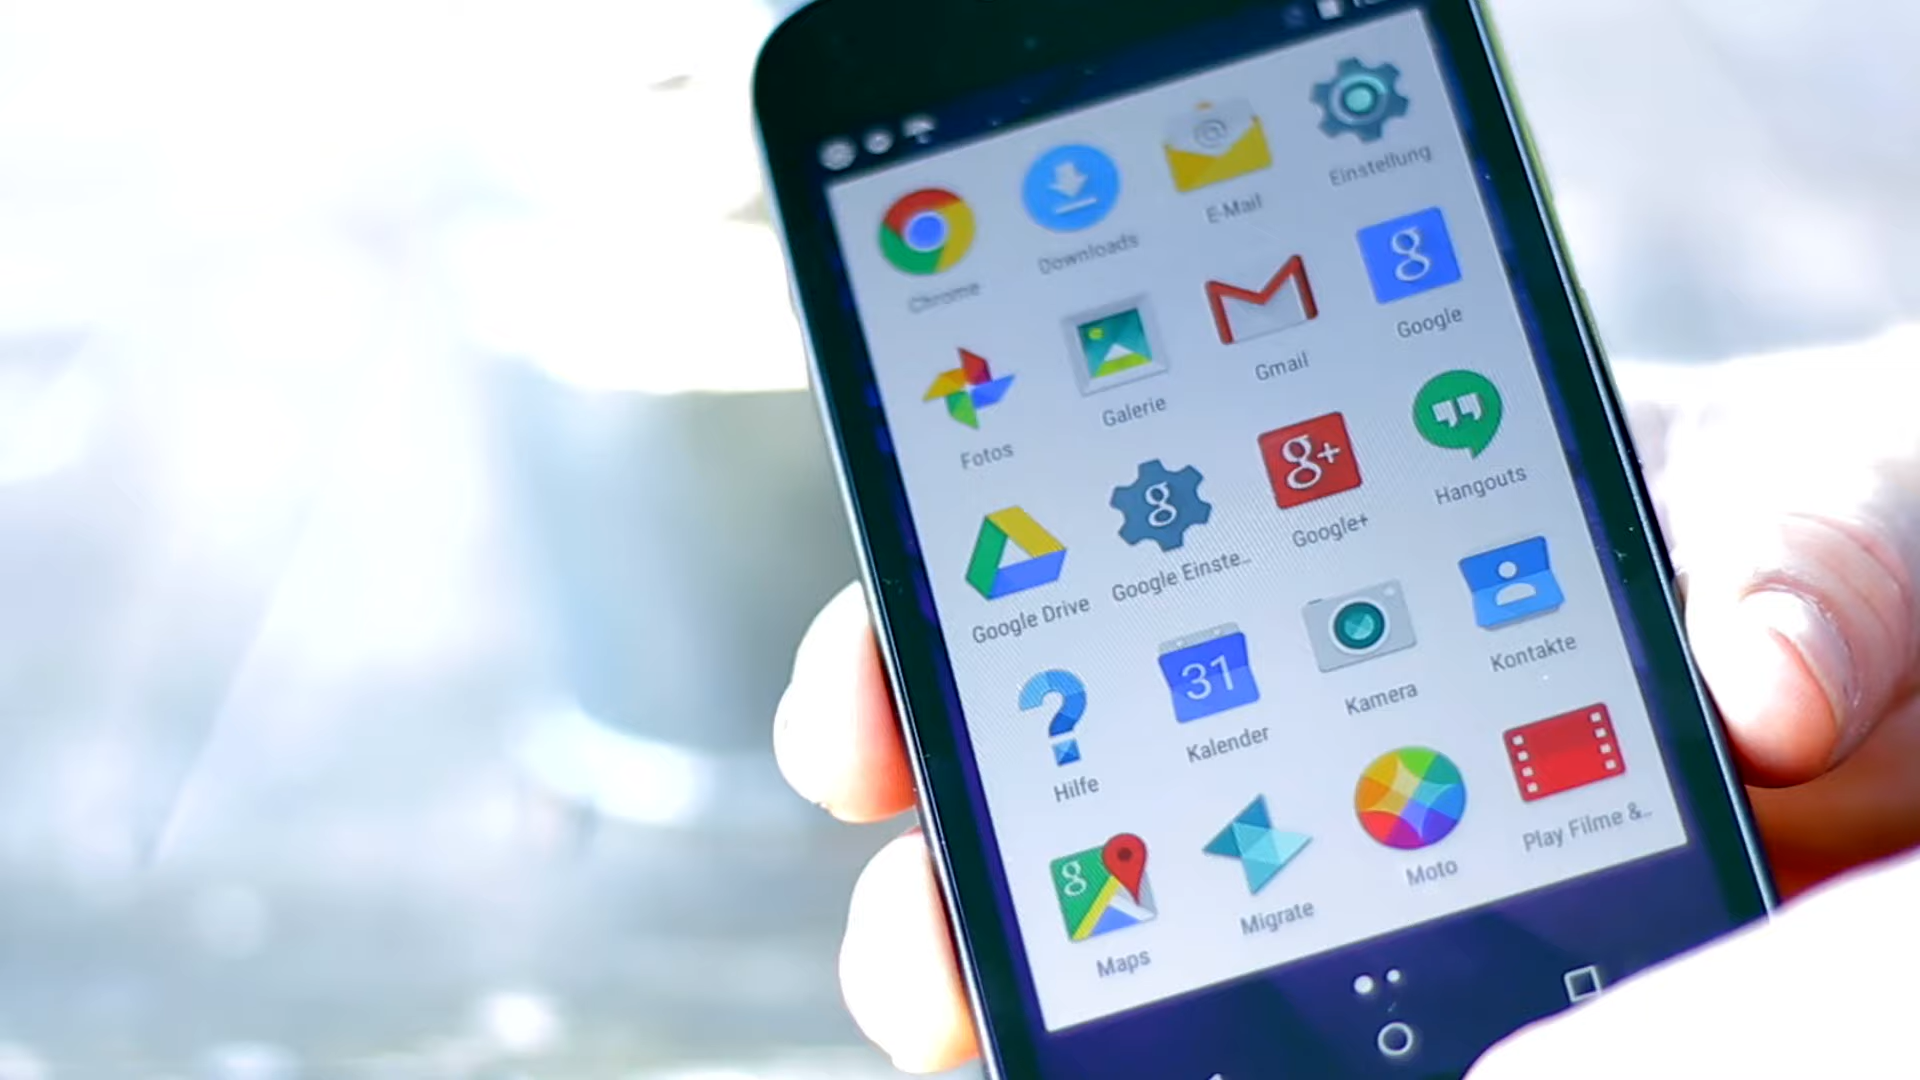 Chrome
Downloads
E-Mail
Einstellung
Fotos
Galerie
Gmail
Google
Google Drive
Google Einste...
Google+
Hangouts
Hilfe
31
Kalender
Kamera
Kontakte
Maps
Migrate
Moto
Play Filme &...